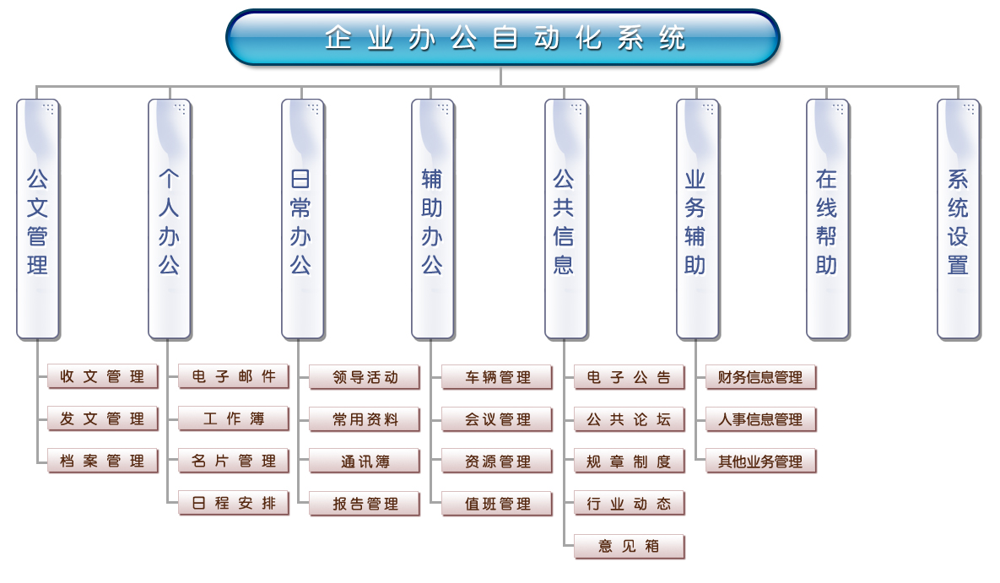 企业办公自动化系统
公文管理
个人办公
日常办公
辅助办公
公共信息
业务辅助
在线帮助
系统设置
收文管理
发文管理
档案管理
电子邮件
工作簿
名片管理
日程安排
领导活动
常用资料
通讯簿
报告管理
车辆管理
会议管理
资源管理
值班管理
电子公告
公共论坛
规章制度
行业动态
意见箱
财务信息管理
人事信息管理
其他业务管理